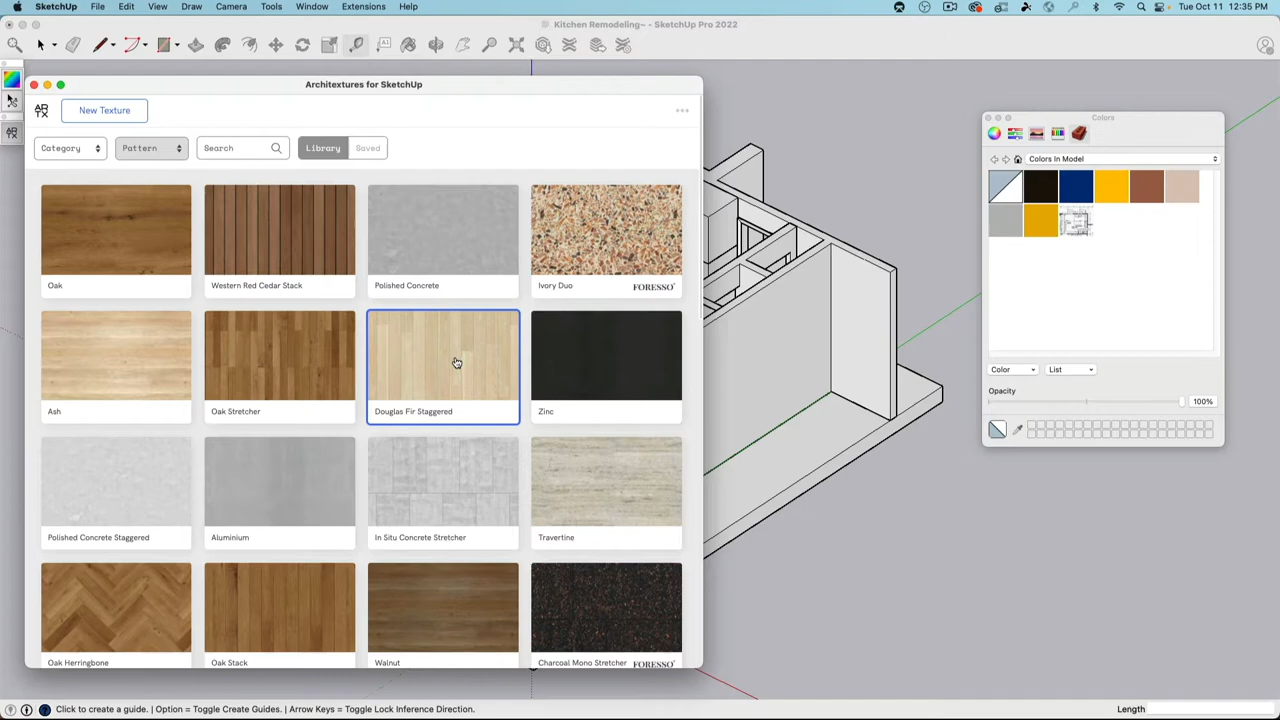 SketchUp File Edit View Draw Camera Tools Window Extensions Help
Tue Oct 11 12:35 PM
Kitchen Remodeling~ - SketchUp Pro 2022
Architextures for SketchUp
AR
TX
New Texture
Category
Pattern
Search
Library
Saved
Oak
Western Red Cedar Stack
Polished Concrete
Ivory Duo
FORESSO
Ash
Oak Stretcher
Douglas Fir Staggered
Zinc
Polished Concrete Staggered
Aluminium
In Situ Concrete Stretcher
Travertine
Oak Herringbone
Oak Stack
Walnut
Charcoal Mono Stretcher
FORESSO
Colors
Colors In Model
Color
List
Opacity
100%
Click to create a guide. | Option = Toggle Create Guides. | Arrow Keys = Toggle Lock Inference Direction.
Length